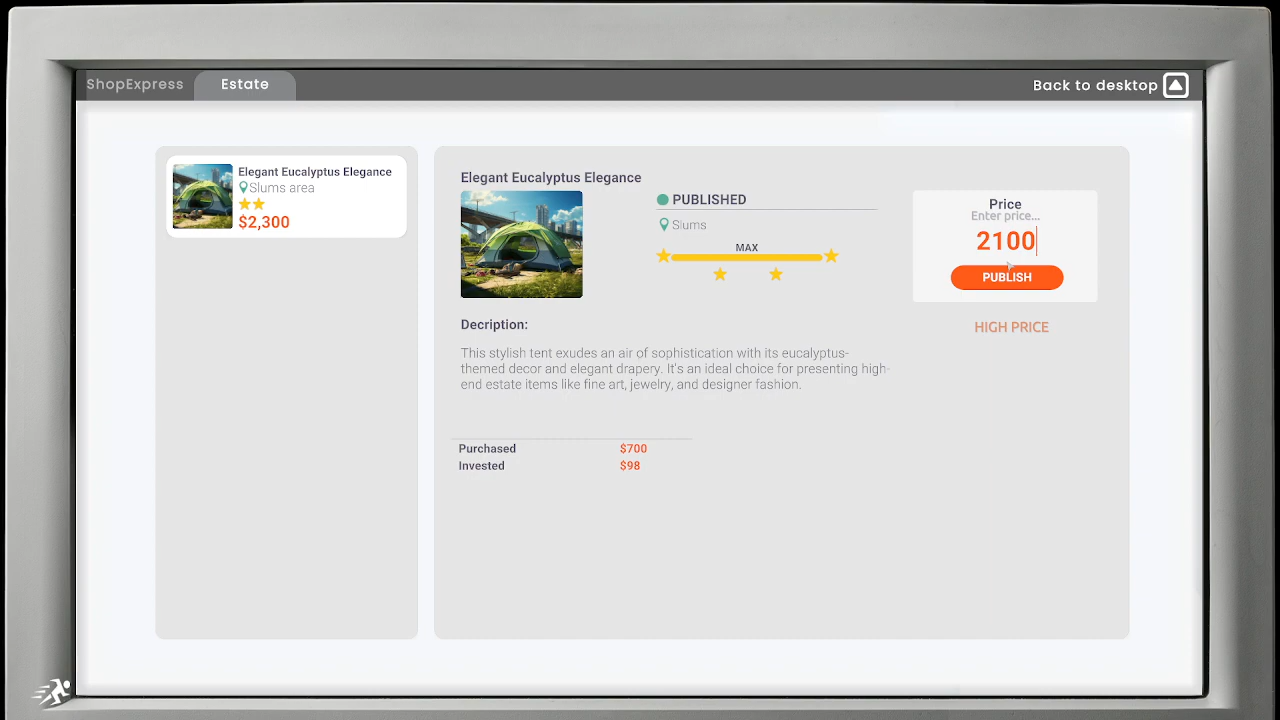 ShopExpress
Estate
Back to desktop
Elegant Eucalyptus Elegance
Slums area
$2,300
Elegant Eucalyptus Elegance
PUBLISHED
Slums
MAX
Price
Enter price...
2100
PUBLISH
HIGH PRICE
Decription:
This stylish tent exudes an air of sophistication with its eucalyptus-
themed decor and elegant drapery. It's an ideal choice for presenting high-
end estate items like fine art, jewelry, and designer fashion.
Purchased $700
Invested $98